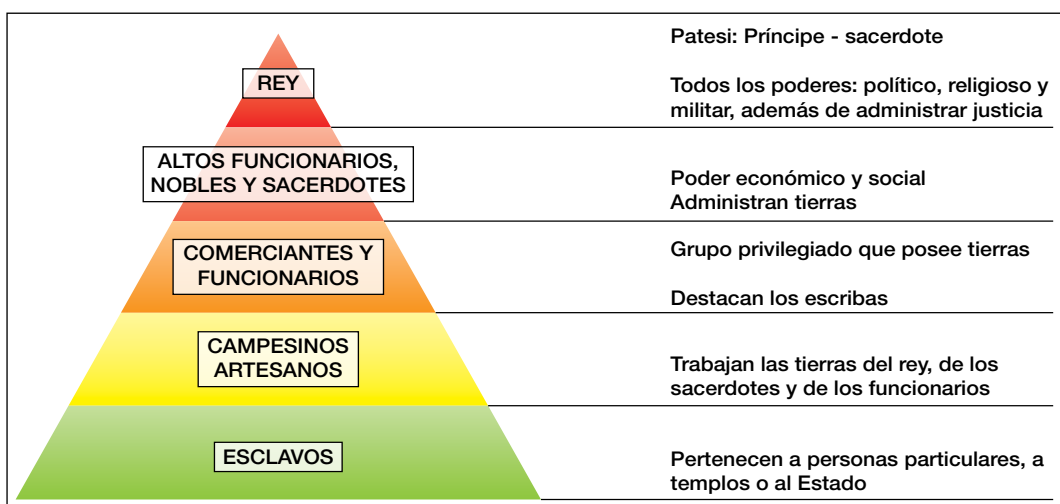 Patesi: Príncipe - sacerdote
REY
Todos los poderes: político, religioso y
militar, además de administrar justicia
ALTOS FUNCIONARIOS,
NOBLES Y SACERDOTES
Poder económico y social
Administran tierras
COMERCIANTES Y
FUNCIONARIOS
Grupo privilegiado que posee tierras
Destacan los escribas
CAMPESINOS
ARTESANOS
Trabajan las tierras del rey, de los
sacerdotes y de los funcionarios
ESCLAVOS
Pertenecen a personas particulares, a
templos o al Estado